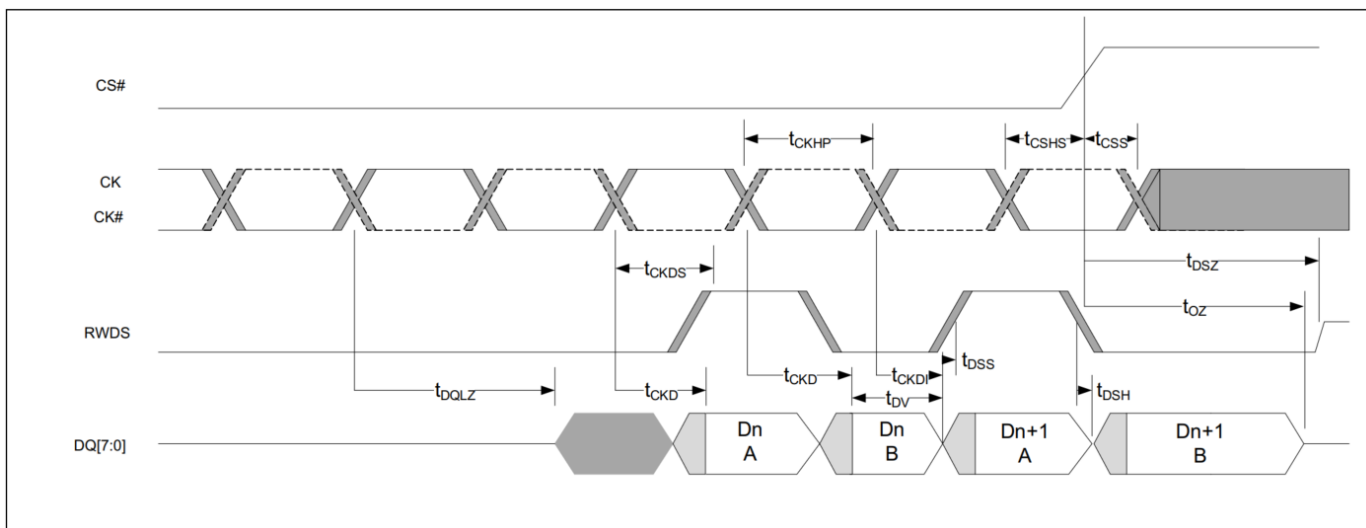 CS#
tCKHP
tCSHS
tCSS
CK
CK#
tCKDS
tDSZ
tOZ
RWDS
tDSS
tDQLZ
tCKD
tCKD
tCKDI
tDV
tDSH
DQ[7:0]
Dn
A
Dn
B
Dn+1
A
Dn+1
B